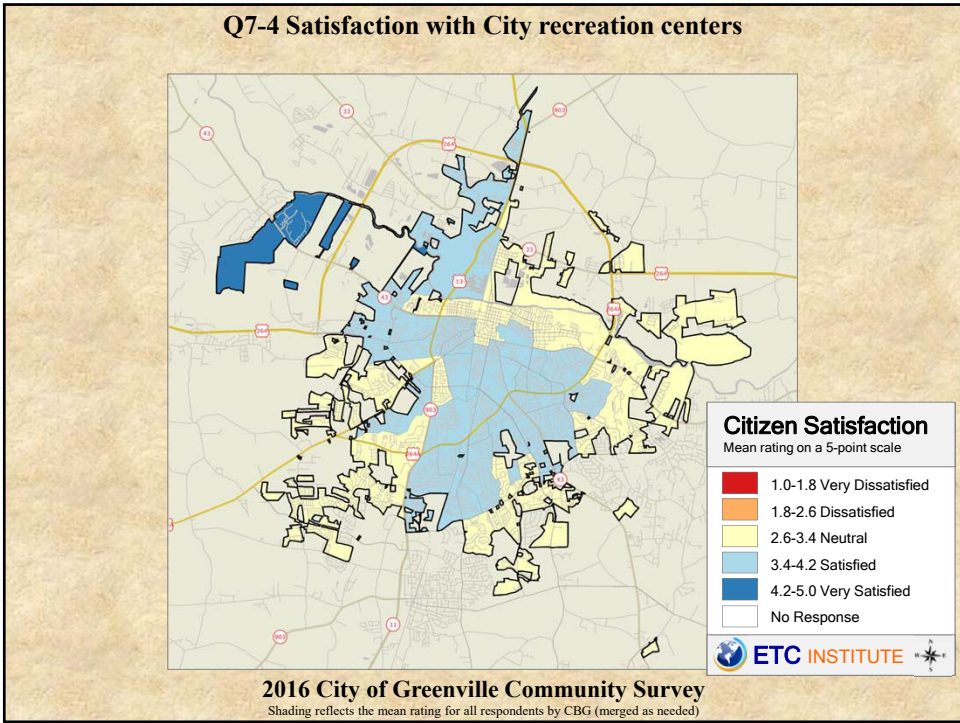 Q7-4 Satisfaction with City recreation centers
903
33
43
264
33
13
264
43
264A
264
903
264A
43
903
11
Citizen Satisfaction
Mean rating on a 5-point scale
1.0-1.8 Very Dissatisfied
1.8-2.6 Dissatisfied
2.6-3.4 Neutral
3.4-4.2 Satisfied
4.2-5.0 Very Satisfied
No Response
ETC INSTITUTE
N
W E
S
2016 City of Greenville Community Survey
Shading reflects the mean rating for all respondents by CBG (merged as needed)